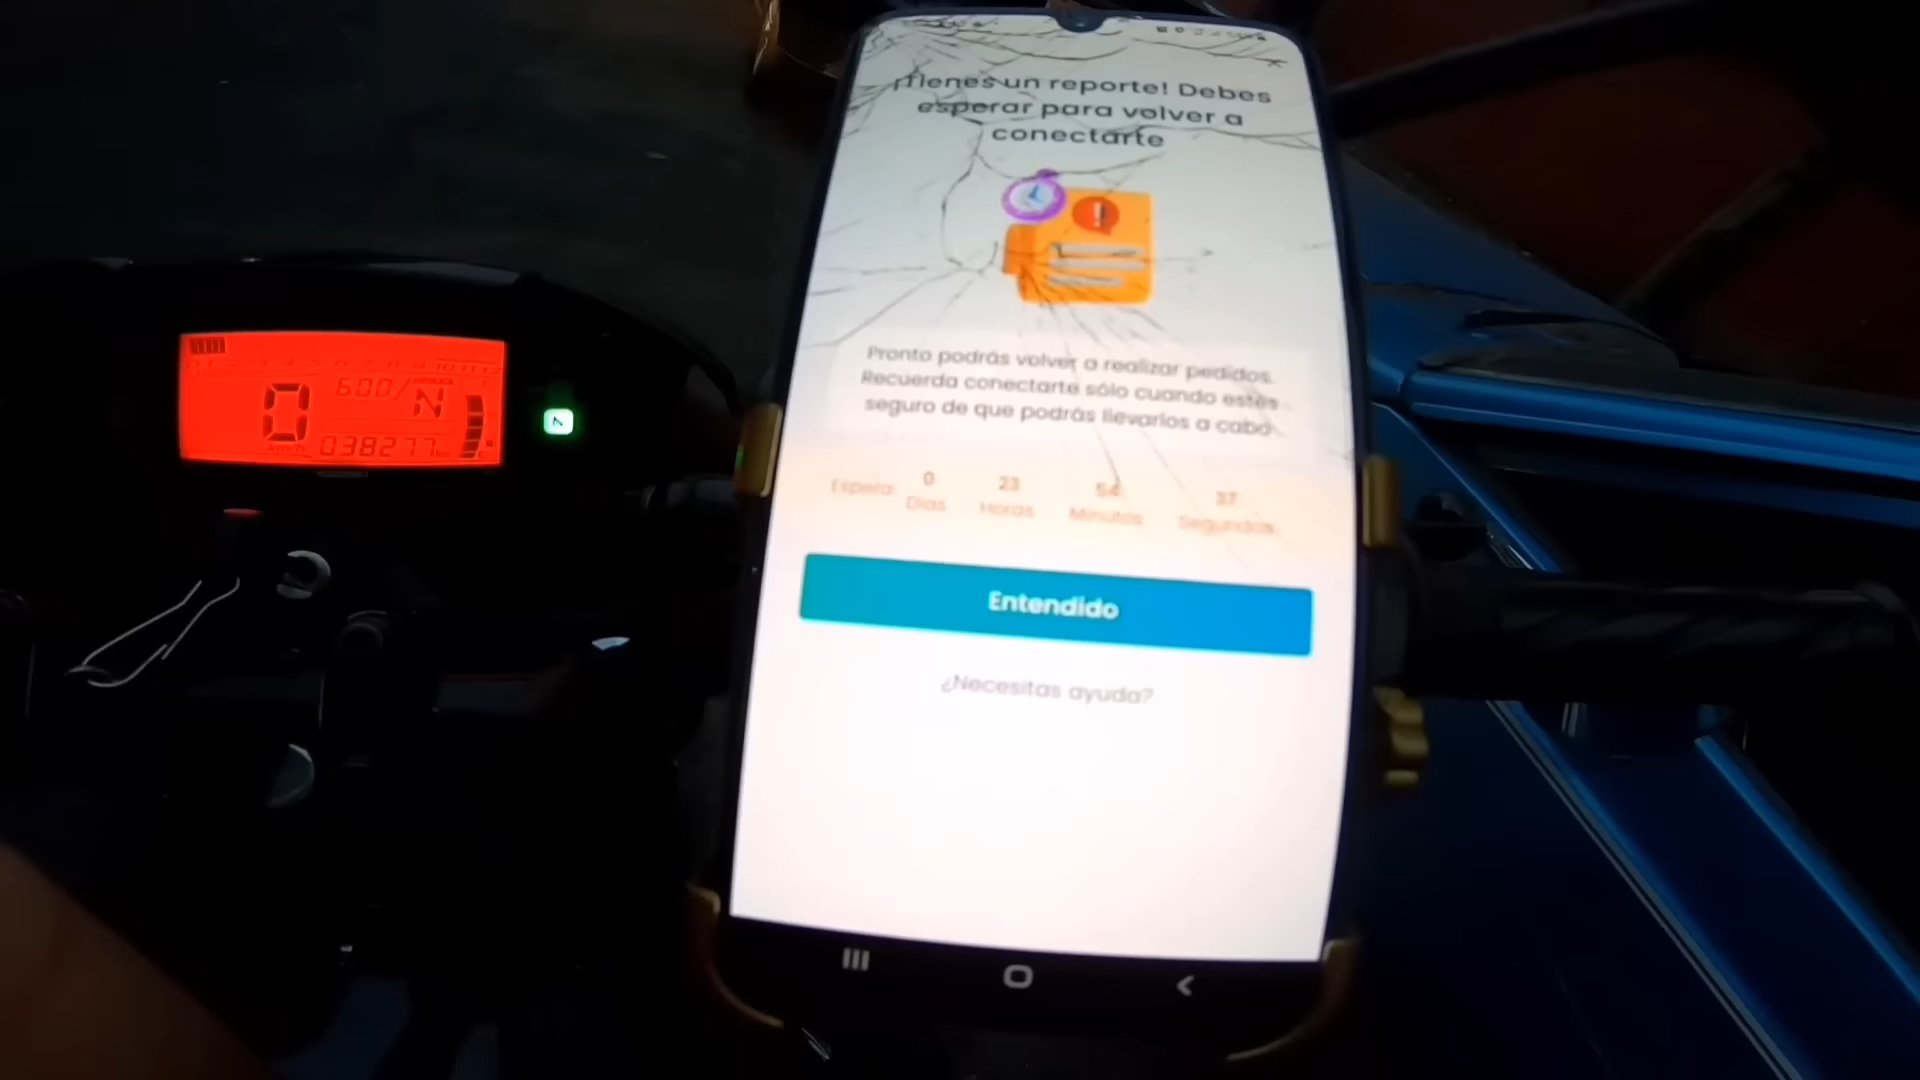 ¡Tienes un reporte! Debes
esperar para volver a
conectarte
Pronto podrás volver a realizar pedidos.
Recuerda conectarte sólo cuando estés
seguro de que podrás llevarlos a cabo.
Espera: 0 23 54 37
Días Horas Minutos Segundos
Entendido
¿Necesitas ayuda?
600/
N
0
km/h
038277
N